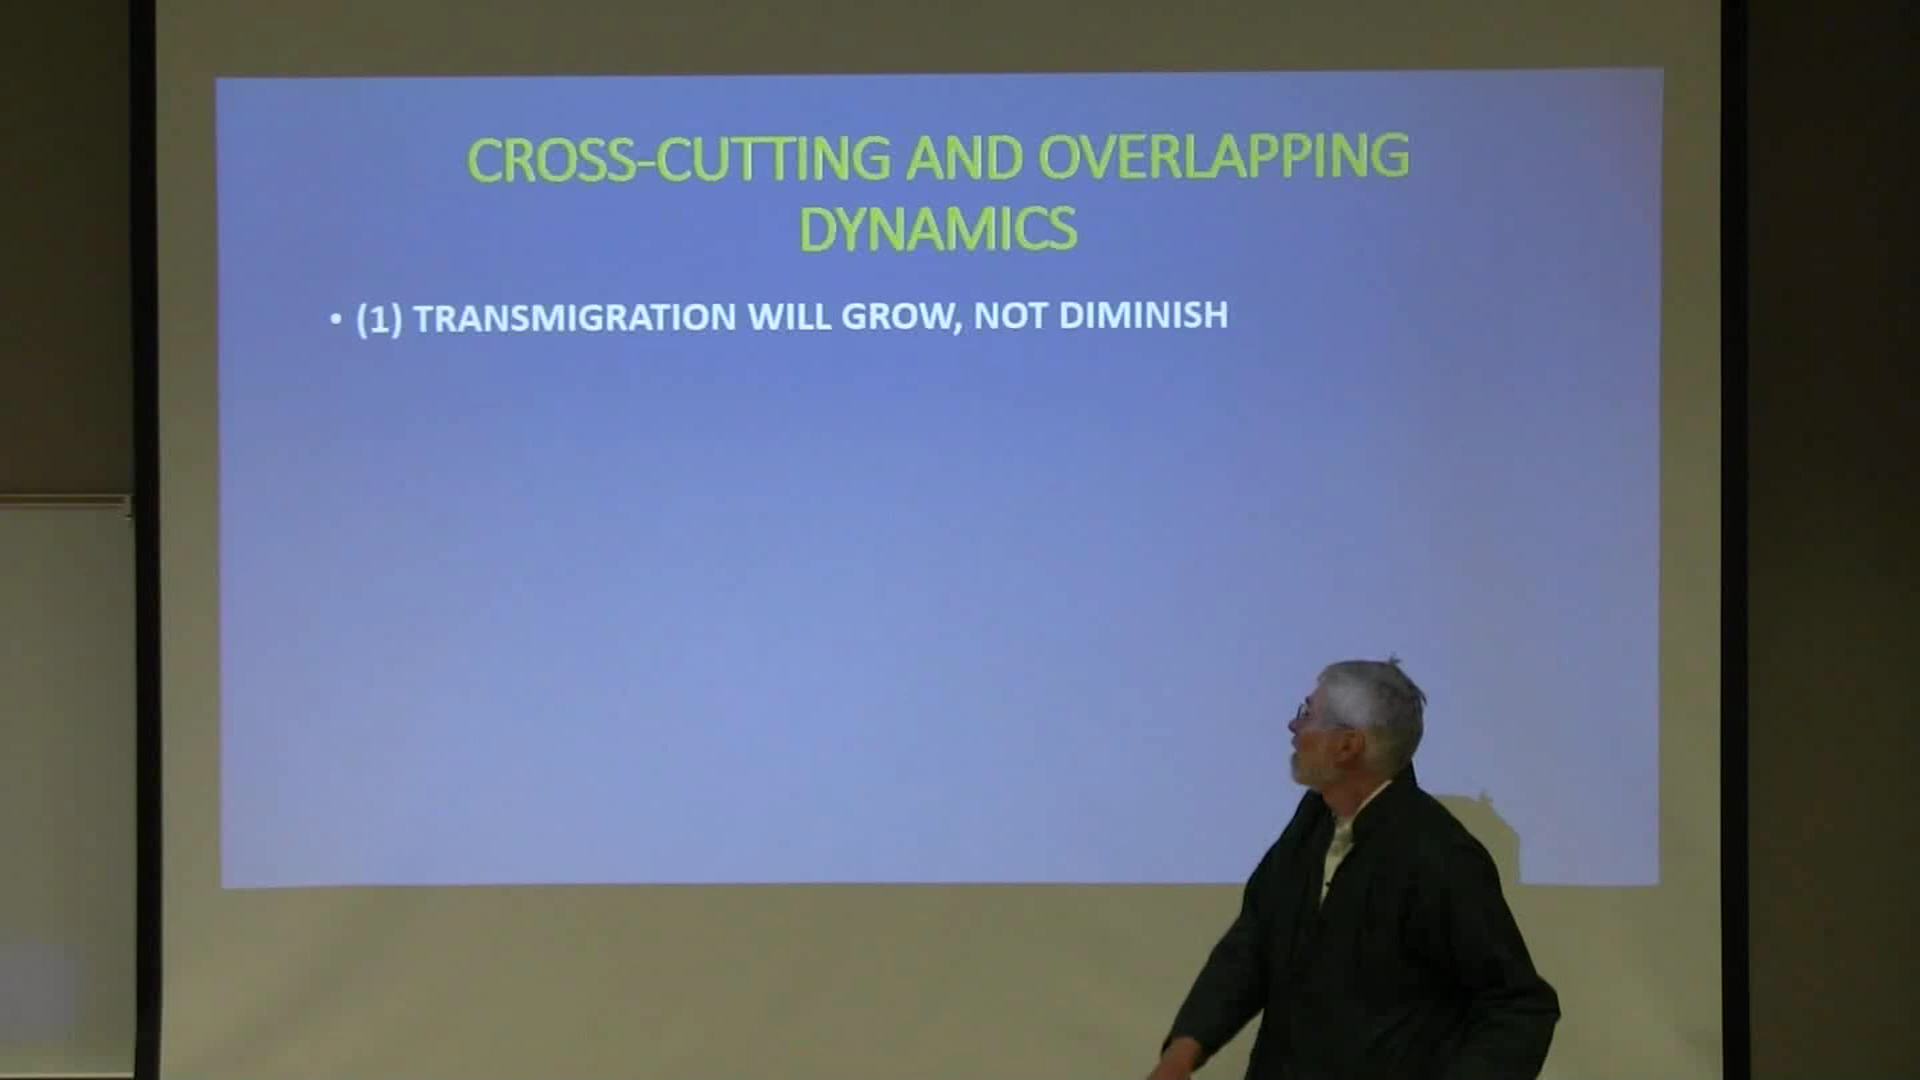 CROSS-CUTTING AND OVERLAPPING
DYNAMICS
• (1) TRANSMIGRATION WILL GROW, NOT DIMINISH